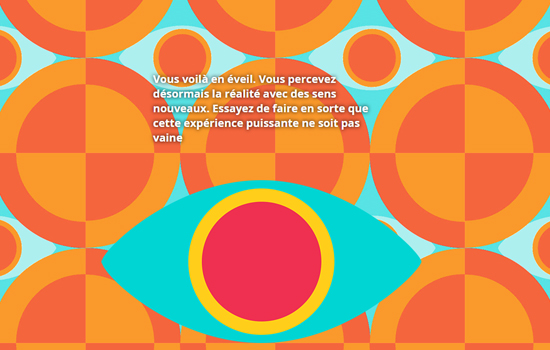 Vous voilà en éveil. Vous percevez
désormais la réalité avec des sens
nouveaux. Essayez de faire en sorte que
cette expérience puissante ne soit pas
vaine